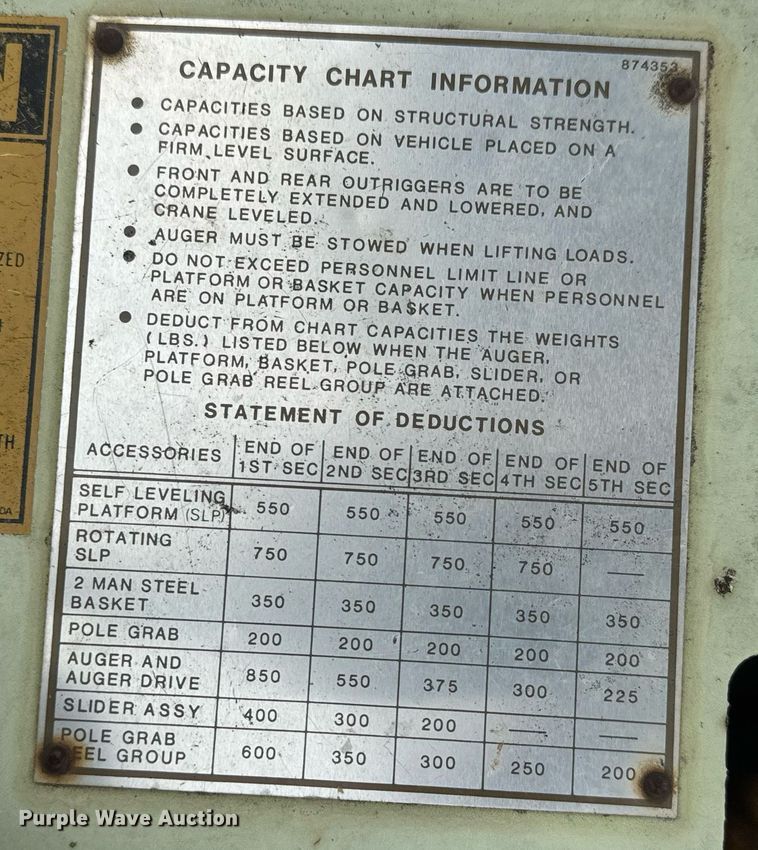 874353
CAPACITY CHART INFORMATION
● CAPACITIES BASED ON STRUCTURAL STRENGTH.
● CAPACITIES BASED ON VEHICLE PLACED ON A
FIRM, LEVEL SURFACE.
● FRONT AND REAR OUTRIGGERS ARE TO BE
COMPLETELY EXTENDED AND LOWERED, AND
CRANE LEVELED.
● AUGER MUST BE STOWED WHEN LIFTING LOADS.
● DO NOT EXCEED PERSONNEL LIMIT LINE OR
PLATFORM OR BASKET CAPACITY WHEN PERSONNEL
ARE ON PLATFORM OR BASKET.
● DEDUCT FROM CHART CAPACITIES THE WEIGHTS
(LBS.) LISTED BELOW WHEN THE AUGER,
PLATFORM, BASKET, POLE GRAB, SLIDER, OR
POLE GRAB REEL GROUP ARE ATTACHED.
STATEMENT OF DEDUCTIONS
ACCESSORIES END OF 1ST SEC END OF 2ND SEC END OF 3RD SEC END OF 4TH SEC END OF 5TH SEC
SELF LEVELING PLATFORM (SLP) 550 550 550 550 550
ROTATING SLP 750 750 750 750 —
2 MAN STEEL BASKET 350 350 350 350 350
POLE GRAB 200 200 200 200 200
AUGER AND AUGER DRIVE 850 550 375 300 225
SLIDER ASSY 400 300 200 — —
POLE GRAB REEL GROUP 600 350 300 250 200
Purple Wave Auction